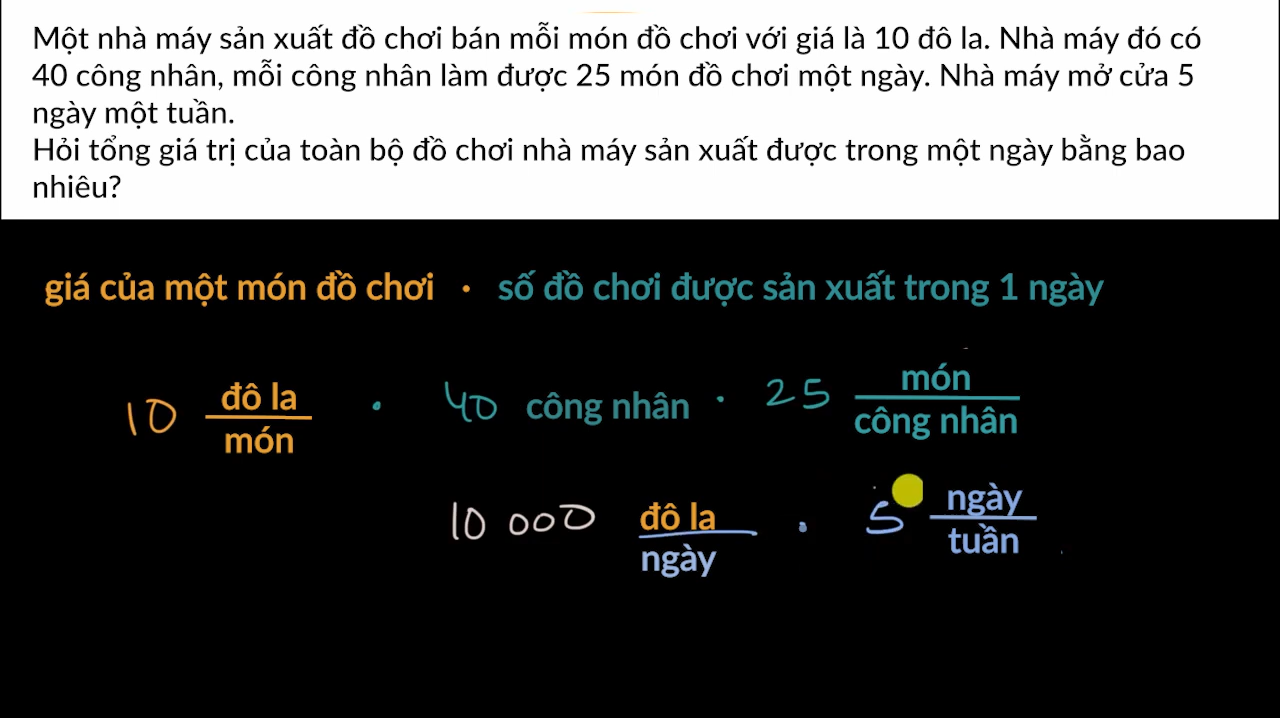 Một nhà máy sản xuất đồ chơi bán mỗi món đồ chơi với giá là 10 đô la. Nhà máy đó có
40 công nhân, mỗi công nhân làm được 25 món đồ chơi một ngày. Nhà máy mở cửa 5
ngày một tuần.
Hỏi tổng giá trị của toàn bộ đồ chơi nhà máy sản xuất được trong một ngày bằng bao
nhiêu?
giá của một món đồ chơi · số đồ chơi được sản xuất trong 1 ngày
10 đô la/món · 40 công nhân · 25 món/công nhân
10 000 đô la/ngày · 5 ngày/tuần